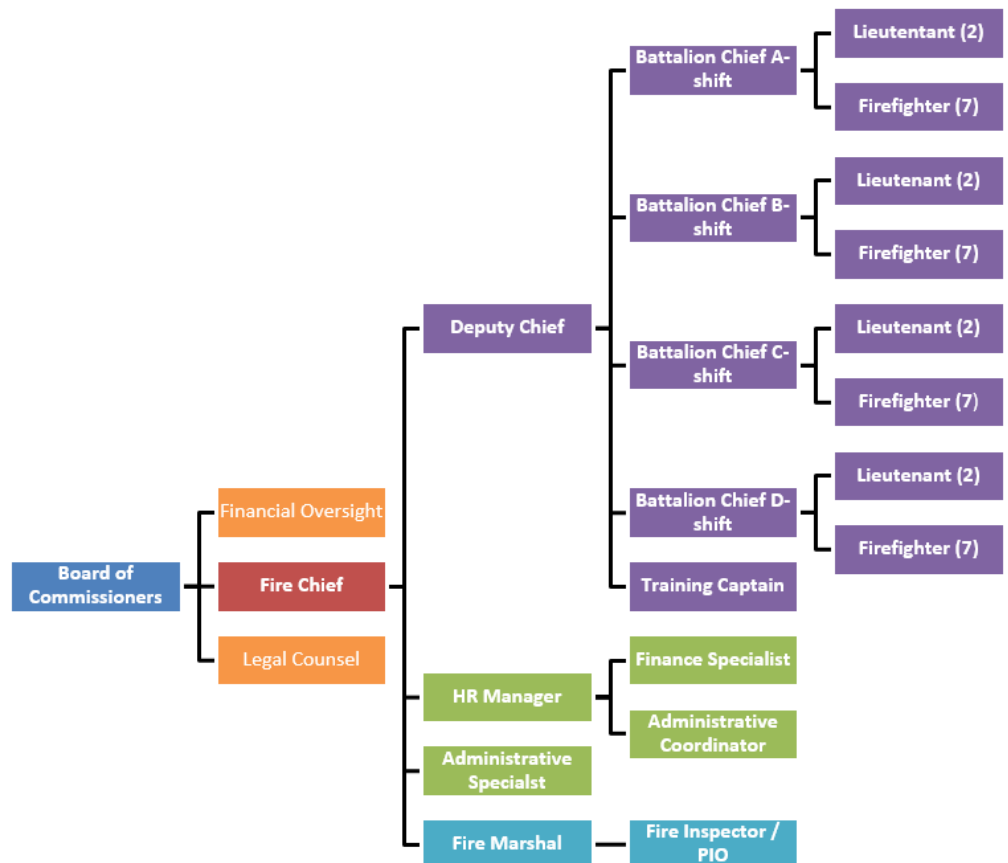 Lieutentant (2)
Battalion Chief A-
shift
Firefighter (7)
Lieutenant (2)
Battalion Chief B-
shift
Firefighter (7)
Deputy Chief
Lieutenant (2)
Battalion Chief C-
shift
Firefighter (7)
Lieutenant (2)
Financial Oversight
Battalion Chief D-
shift
Firefighter (7)
Board of
Commissioners
Fire Chief
Training Captain
Legal Counsel
Finance Specialist
HR Manager
Administrative
Coordinator
Administrative
Specialst
Fire Marshal
Fire Inspector /
PIO